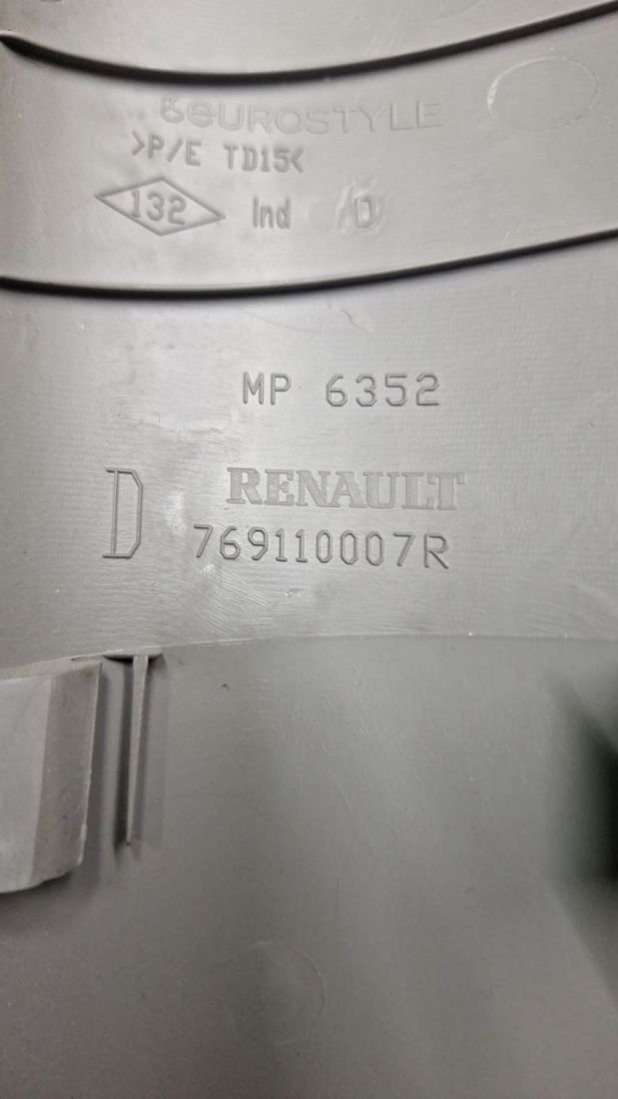 EUROSTYLE
>P/E TD15<
132 Ind D
MP 6352
RENAULT
D 769110007R